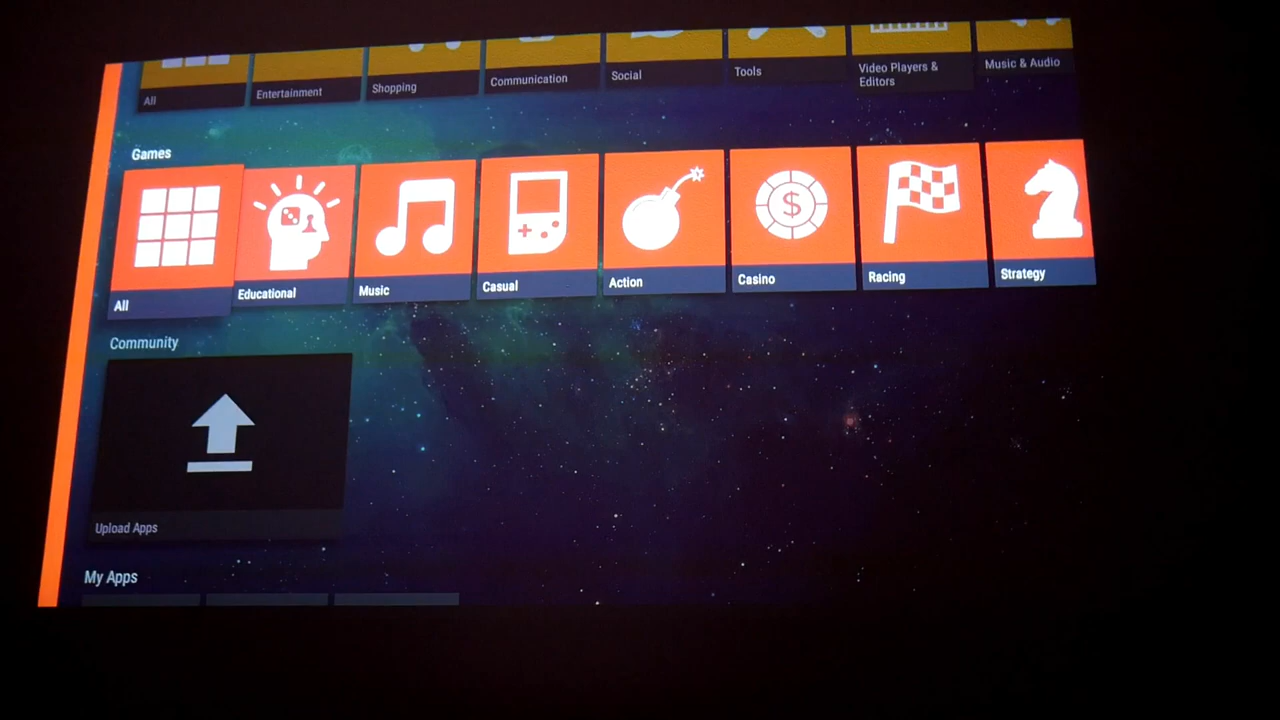 All
Entertainment
Shopping
Communication
Social
Tools
Video Players &
Editors
Music & Audio
Games
All
Educational
Music
Casual
Action
$
Casino
Racing
Strategy
Community
Upload Apps
My Apps